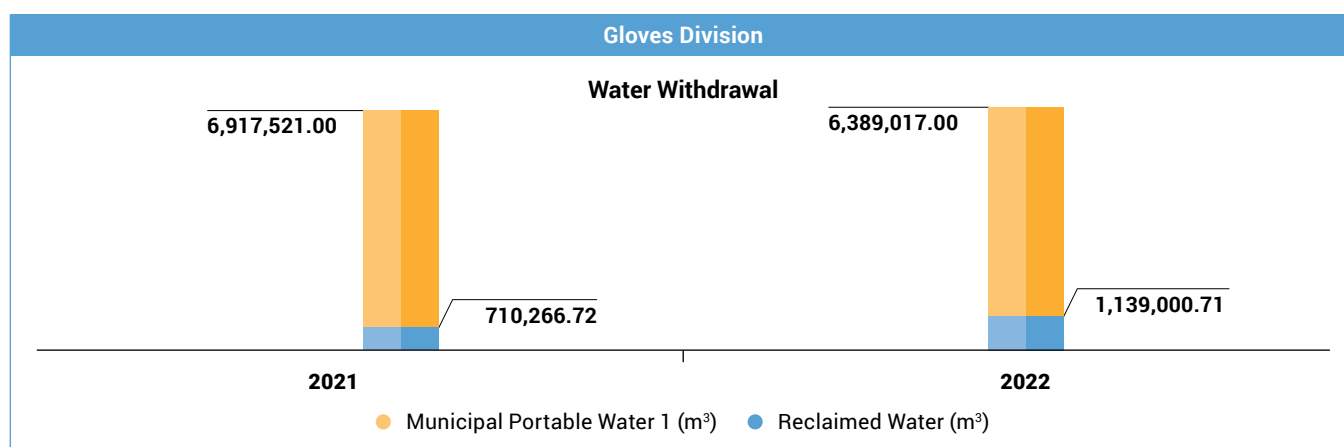 Gloves Division
Water Withdrawal
6,917,521.00
6,389,017.00
710,266.72
1,139,000.71
2021
2022
Municipal Portable Water 1 (m³)
Reclaimed Water (m³)